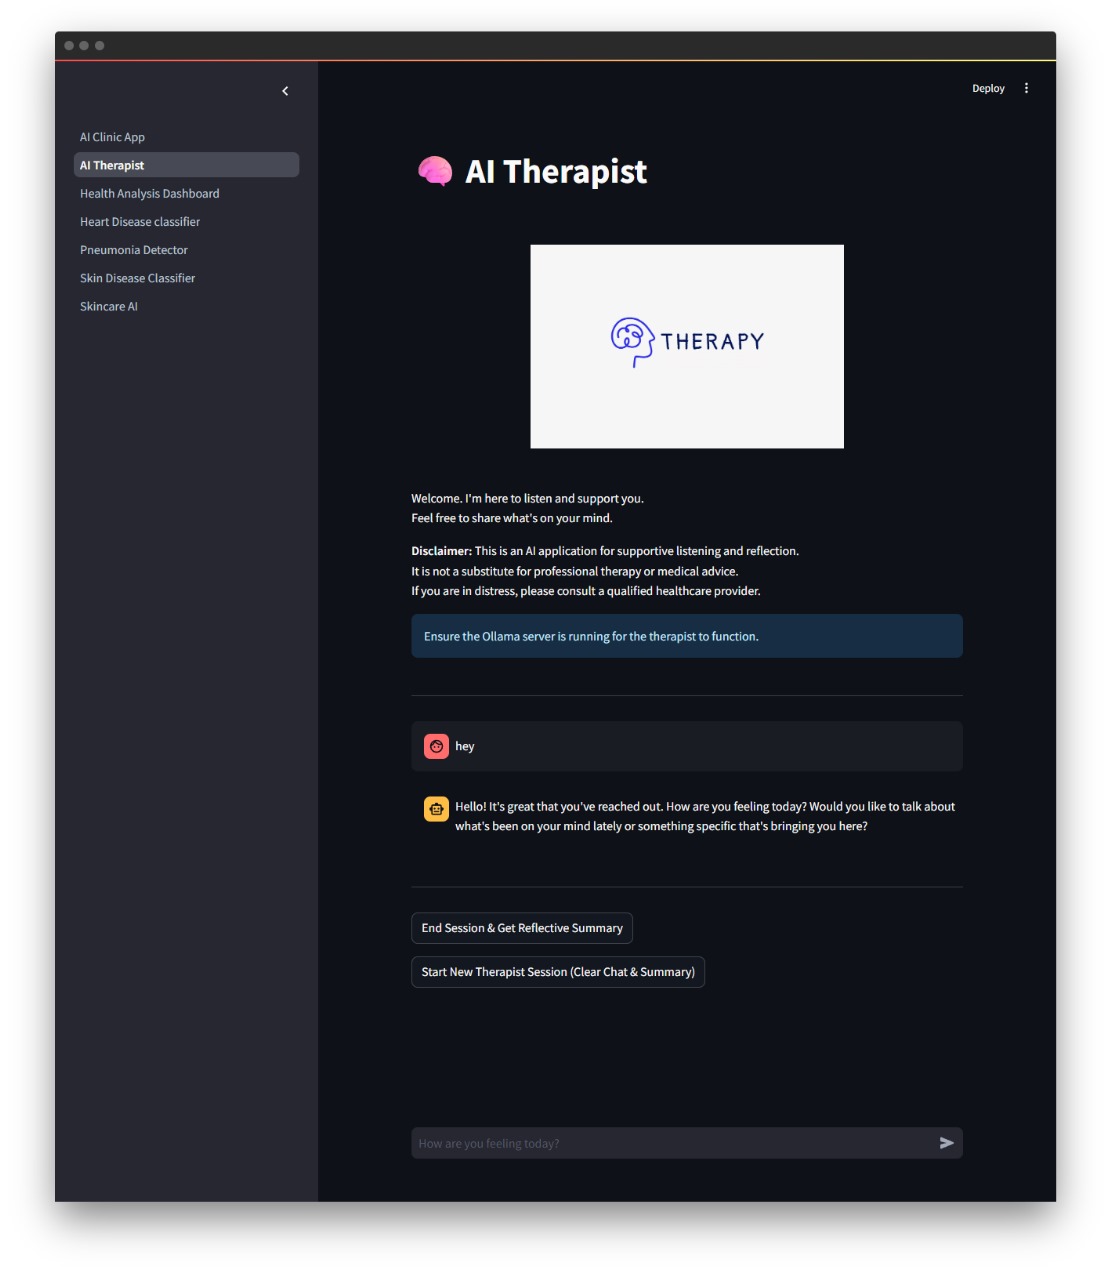 Deploy
AI Clinic App
AI Therapist
Health Analysis Dashboard
Heart Disease classifier
Pneumonia Detector
Skin Disease Classifier
Skincare AI
AI Therapist
THERAPY
Welcome. I'm here to listen and support you.
Feel free to share what's on your mind.
Disclaimer: This is an AI application for supportive listening and reflection.
It is not a substitute for professional therapy or medical advice.
If you are in distress, please consult a qualified healthcare provider.
Ensure the Ollama server is running for the therapist to function.
hey
Hello! It's great that you've reached out. How are you feeling today? Would you like to talk about
what's been on your mind lately or something specific that's bringing you here?
End Session & Get Reflective Summary
Start New Therapist Session (Clear Chat & Summary)
How are you feeling today?